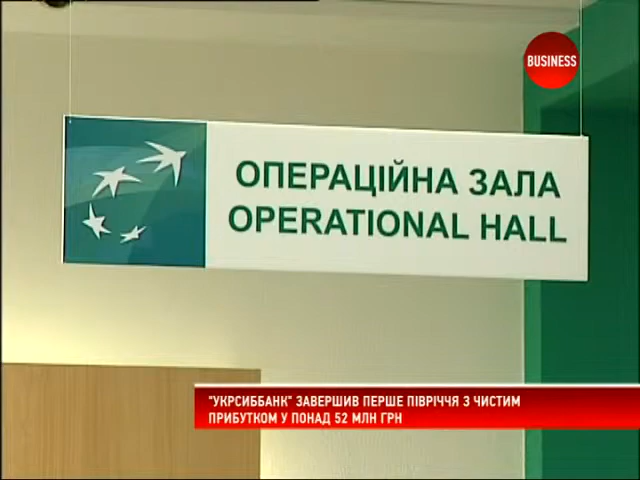 BUSINESS
ОПЕРАЦІЙНА ЗАЛА
OPERATIONAL HALL
"УКРСИББАНК" ЗАВЕРШИВ ПЕРШЕ ПІВРІЧЧЯ З ЧИСТИМ
ПРИБУТКОМ У ПОНАД 52 МЛН ГРН